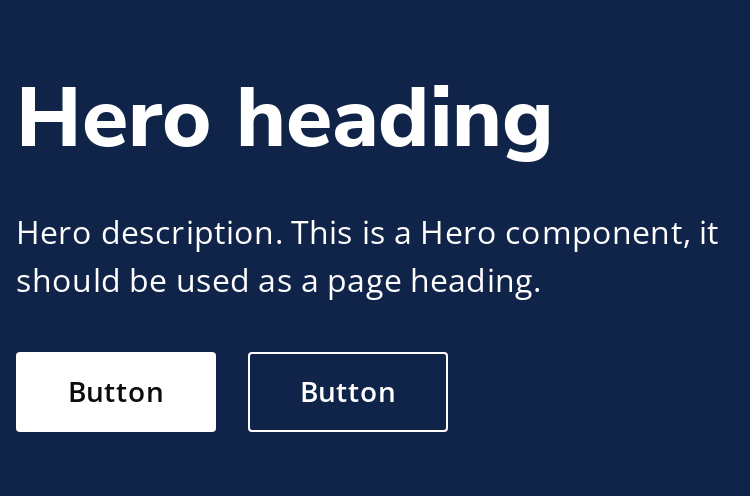 Hero heading
Hero description. This is a Hero component, it
should be used as a page heading.
Button
Button